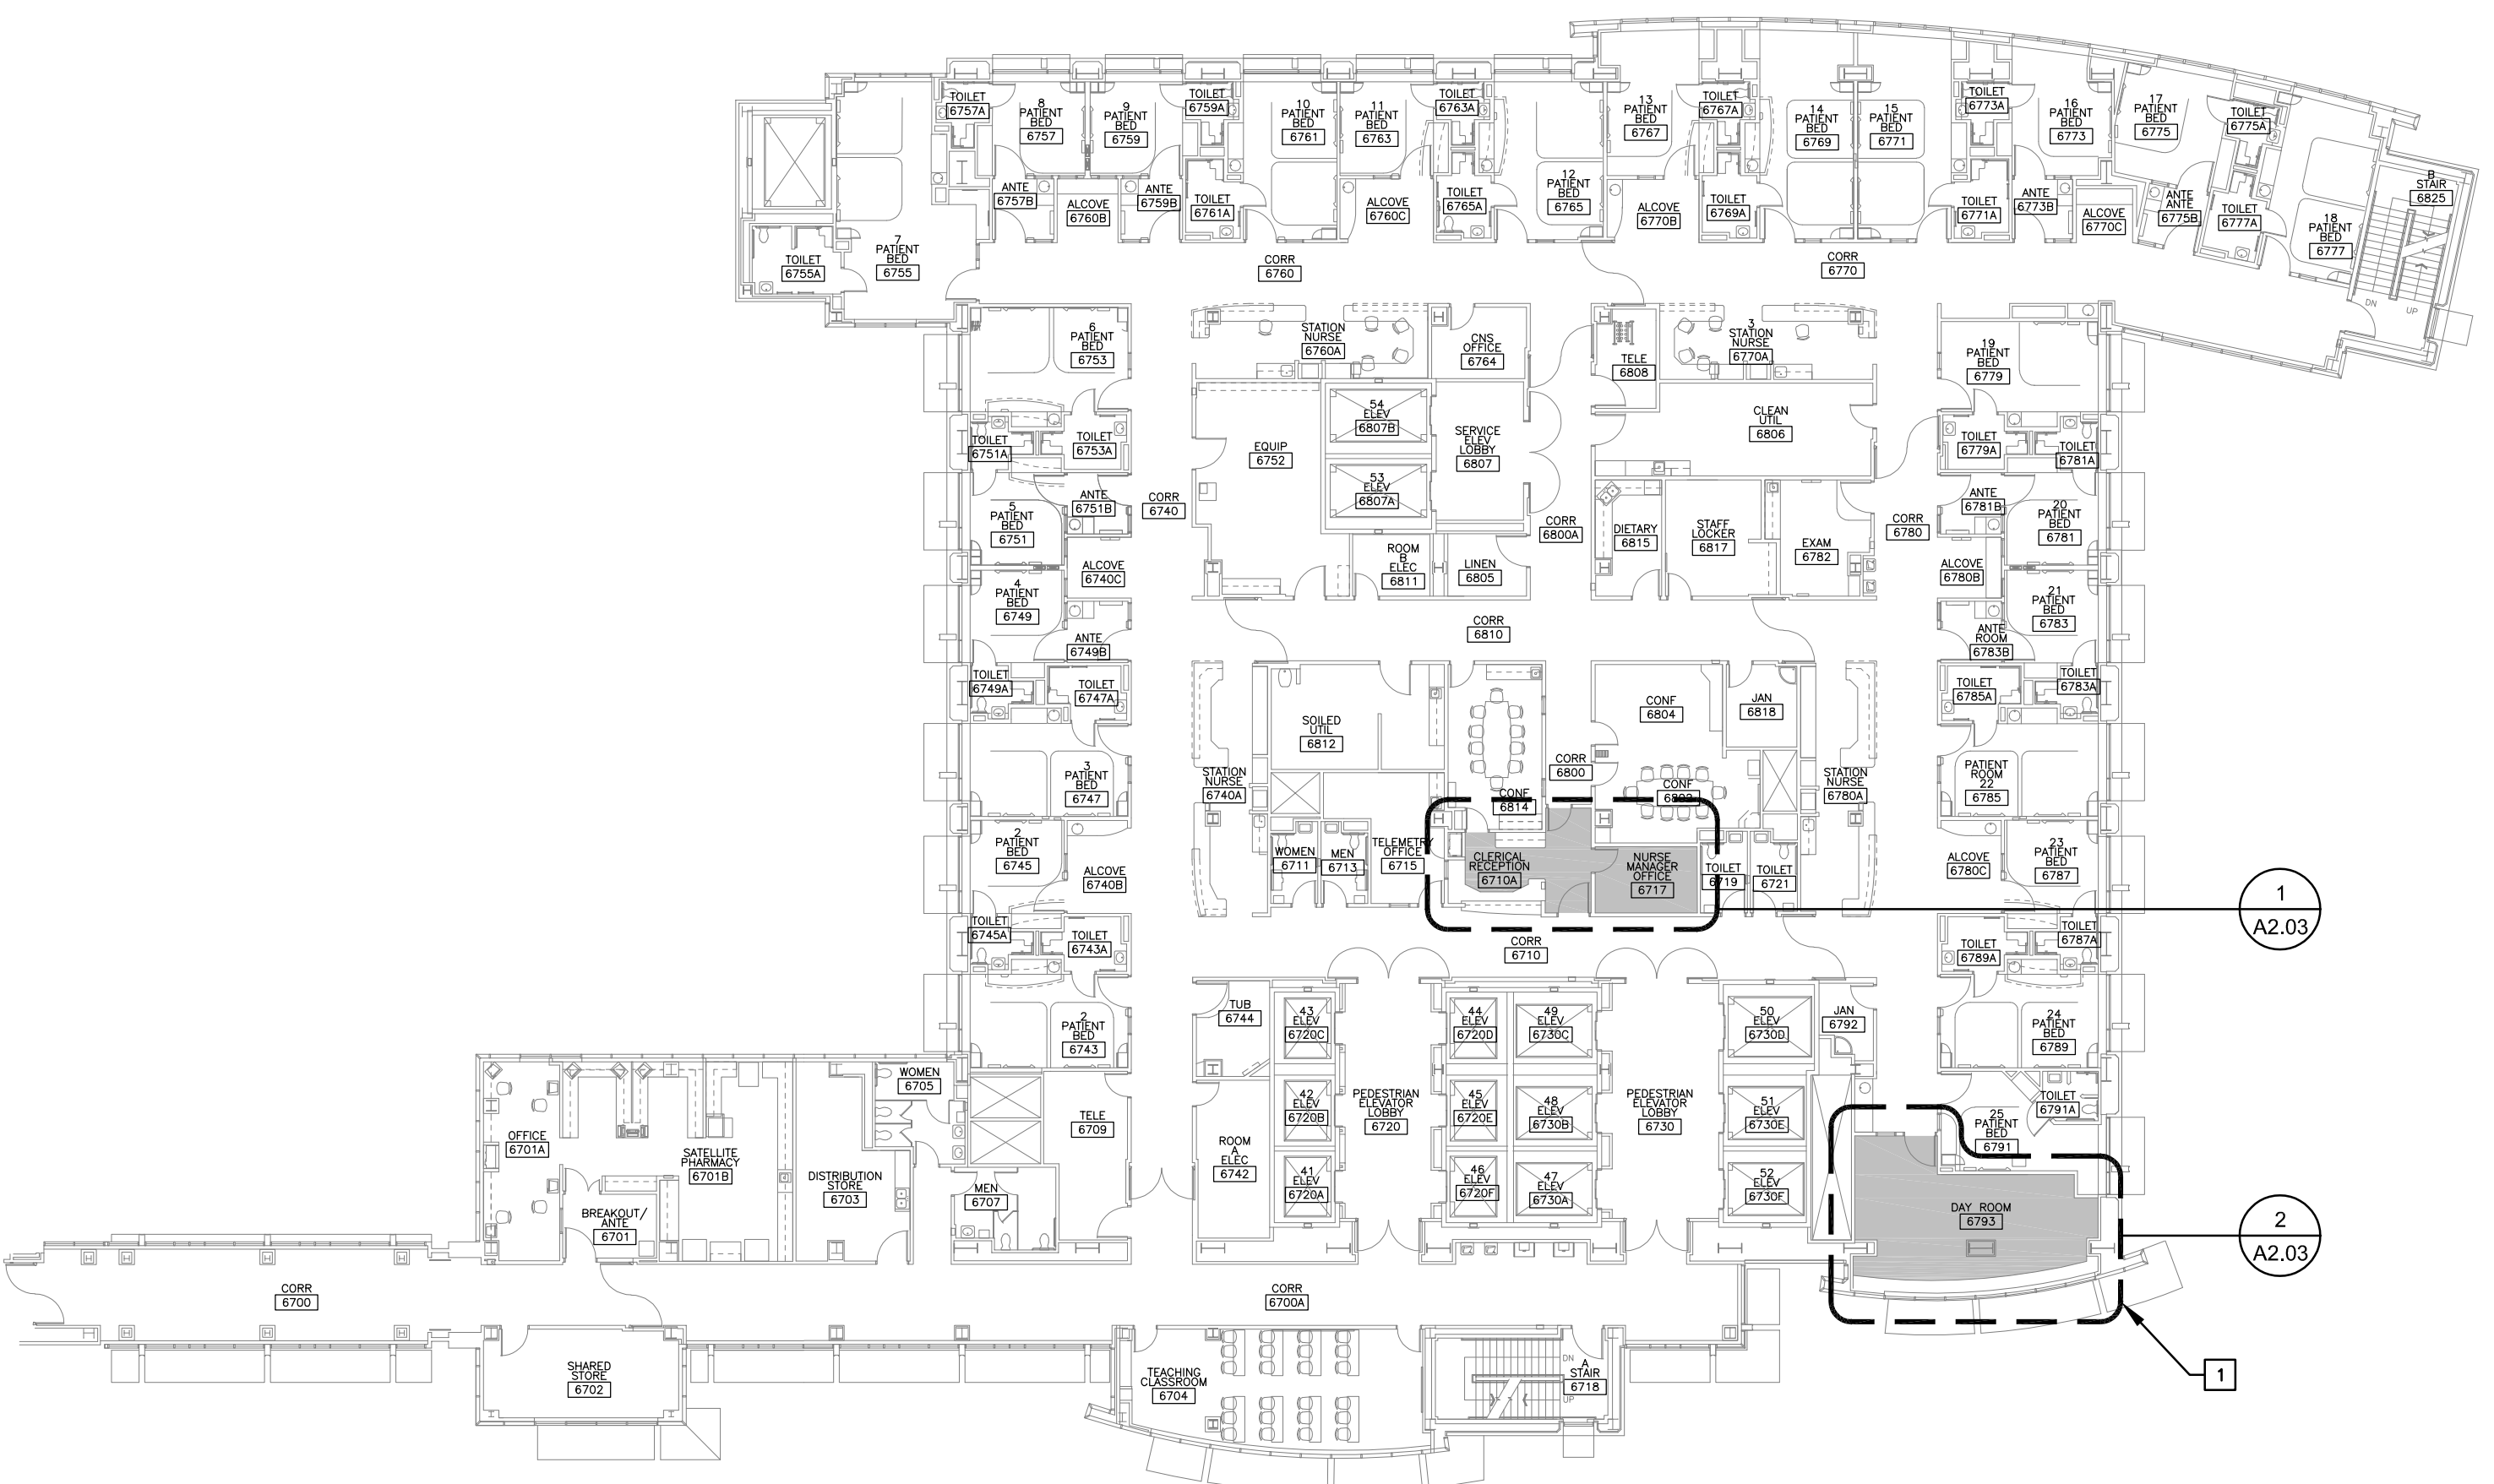 TOILET
6757A
8
PATIENT
BED
6757
9
PATIENT
BED
6759
TOILET
6759A
10
PATIENT
BED
6761
11
PATIENT
BED
6763
TOILET
6763A
13
PATIENT
BED
6767
TOILET
6767A
14
PATIENT
BED
6769
15
PATIENT
BED
6771
TOILET
6773A
16
PATIENT
BED
6773
17
PATIENT
BED
6775
TOILET
6775A
ANTE
6757B
ALCOVE
6760B
ANTE
6759B
TOILET
6761A
ALCOVE
6760C
TOILET
6765A
12
PATIENT
BED
6765
ALCOVE
6770B
TOILET
6769A
TOILET
6771A
ANTE
6773B
ALCOVE
6770C
ANTE
ANTE
6775B
TOILET
6777A
18
PATIENT
BED
6777
B
STAIR
6825
DN
UP
TOILET
6755A
7
PATIENT
BED
6755
CORR
6760
CORR
6770
6
PATIENT
BED
6753
STATION
NURSE
6760A
CNS
OFFICE
6764
TELE
6808
3
STATION
NURSE
6770A
19
PATIENT
BED
6779
TOILET
6751A
TOILET
6753A
EQUIP
6752
54
ELEV
6807B
SERVICE
ELEV
LOBBY
6807
CLEAN
UTIL
6806
TOILET
6779A
TOILET
6781A
53
ELEV
6807A
5
PATIENT
BED
6751
ANTE
6751B
CORR
6740
CORR
6800A
DIETARY
6815
STAFF
LOCKER
6817
EXAM
6782
CORR
6780
ANTE
6781B
20
PATIENT
BED
6781
ALCOVE
6740C
ROOM
B
ELEC
6811
LINEN
6805
ALCOVE
6780B
4
PATIENT
BED
6749
21
PATIENT
BED
6783
ANTE
6749B
CORR
6810
ANTE
ROOM
6783B
TOILET
6749A
TOILET
6747A
SOILED
UTIL
6812
CONF
6804
JAN
6818
TOILET
6785A
TOILET
6783A
3
PATIENT
BED
6747
STATION
NURSE
6740A
CONF
6814
CORR
6800
CONF
6802
STATION
NURSE
6780A
PATIENT
ROOM
22
6785
2
PATIENT
BED
6745
ALCOVE
6740B
WOMEN
6711
MEN
6713
TELEMETRY
OFFICE
6715
CLERICAL
RECEPTION
6710A
NURSE
MANAGER
OFFICE
6717
TOILET
6719
TOILET
6721
ALCOVE
6780C
23
PATIENT
BED
6787
1
A2.03
TOILET
6745A
TOILET
6743A
CORR
6710
TOILET
6789A
TOILET
6787A
2
PATIENT
BED
6743
TUB
6744
43
ELEV
6720C
44
ELEV
6720D
49
ELEV
6730C
50
ELEV
6730D
JAN
6792
24
PATIENT
BED
6789
WOMEN
6705
TELE
6709
42
ELEV
6720B
PEDESTRIAN
ELEVATOR
LOBBY
6720
45
ELEV
6720E
48
ELEV
6730B
PEDESTRIAN
ELEVATOR
LOBBY
6730
51
ELEV
6730E
TOILET
6791A
25
PATIENT
BED
6791
OFFICE
6701A
SATELLITE
PHARMACY
6701B
DISTRIBUTION
STORE
6703
ROOM
A
ELEC
6742
41
ELEV
6720A
46
ELEV
6720F
47
ELEV
6730A
52
ELEV
6730F
MEN
6707
BREAKOUT/
ANTE
6701
DAY ROOM
6793
2
A2.03
CORR
6700
CORR
6700A
SHARED
STORE
6702
TEACHING
CLASSROOM
6704
DN
A
STAIR
6718
UP
1